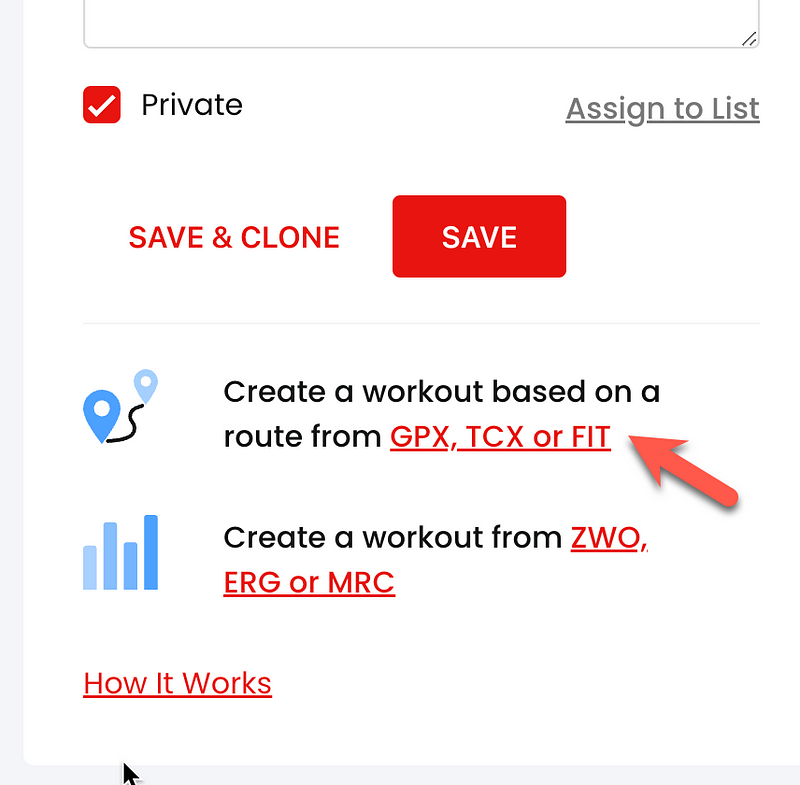 Private
Assign to List
SAVE & CLONE
SAVE
Create a workout based on a
route from GPX, TCX or FIT
Create a workout from ZWO,
ERG or MRC
How It Works